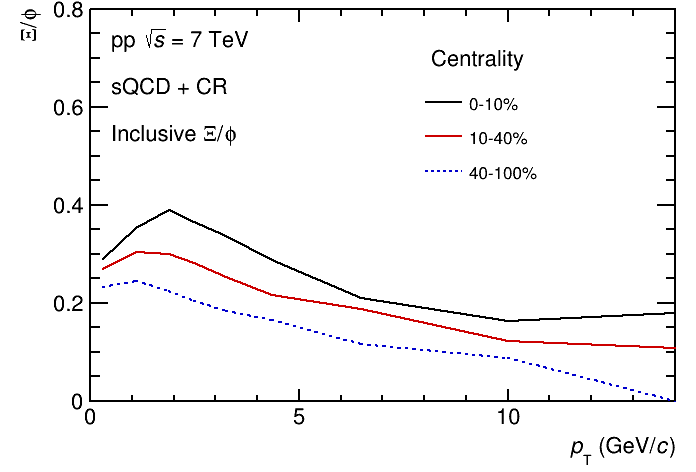 Ξ/ϕ
0.8
0.6
0.4
0.2
0
0
5
10
pp √s = 7 TeV
sQCD + CR
Inclusive Ξ/ϕ
Centrality
0-10%
10-40%
40-100%
pT (GeV/c)